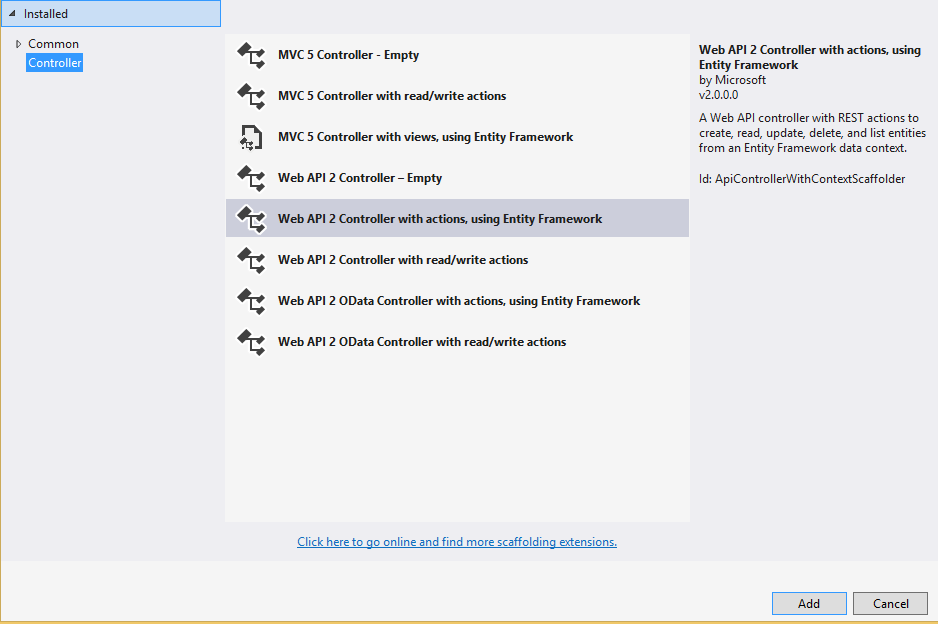 Installed
Common
Controller
MVC 5 Controller - Empty
MVC 5 Controller with read/write actions
MVC 5 Controller with views, using Entity Framework
Web API 2 Controller – Empty
Web API 2 Controller with actions, using Entity Framework
Web API 2 Controller with read/write actions
Web API 2 OData Controller with actions, using Entity Framework
Web API 2 OData Controller with read/write actions
Click here to go online and find more scaffolding extensions.
Web API 2 Controller with actions, using
Entity Framework
by Microsoft
v2.0.0.0
A Web API controller with REST actions to
create, read, update, delete, and list entities
from an Entity Framework data context.
Id: ApiControllerWithContextScaffolder
Add
Cancel